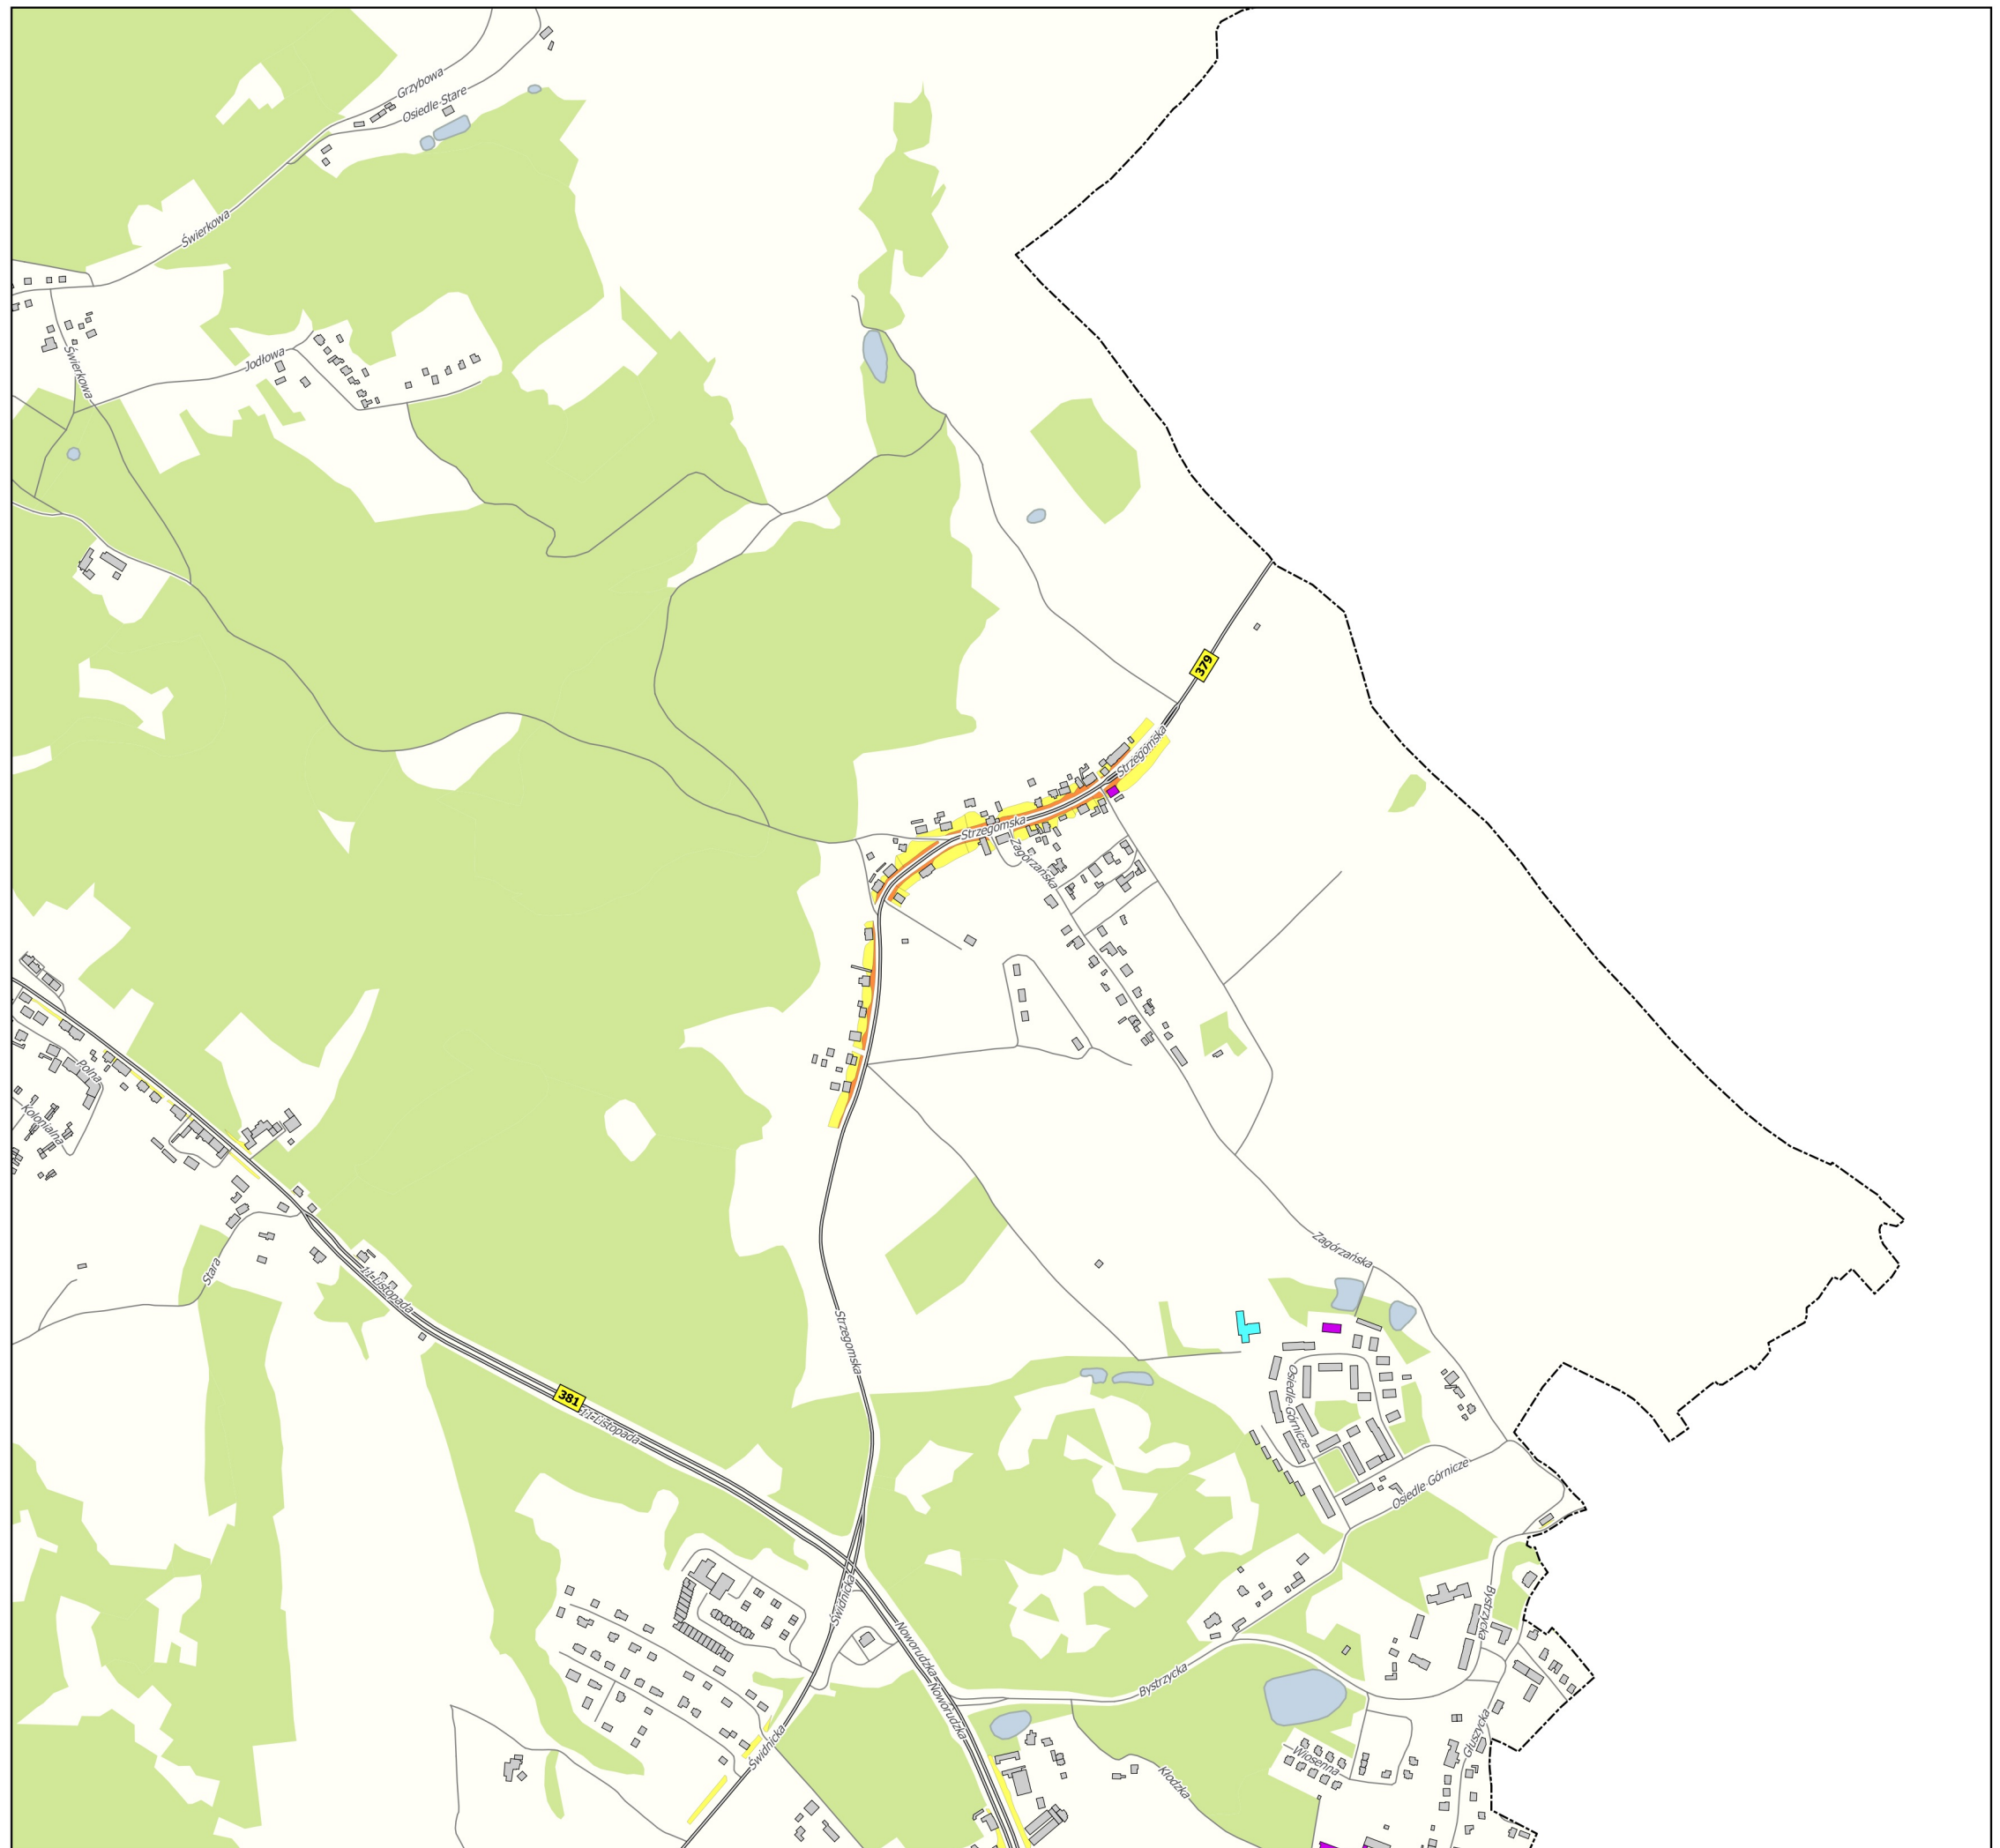 Grzybowa
Osiedle Stare
Świerkowa
Świerkowa
Jodłowa
379
Strzegomska
Strzegomska
Zagórzańska
Polna
Kolonialna
Stara
11-Listopada
Zagórzańska
Strzegomska
381
11-Listopada
Osiedle Górnicze
Osiedle Górnicze
Świdnicka
Noworudzka
Bystrzycka
Bystrzycka
Noworudzka
Świdnicka
Głuszycka
Wiosenna
Kłodzka